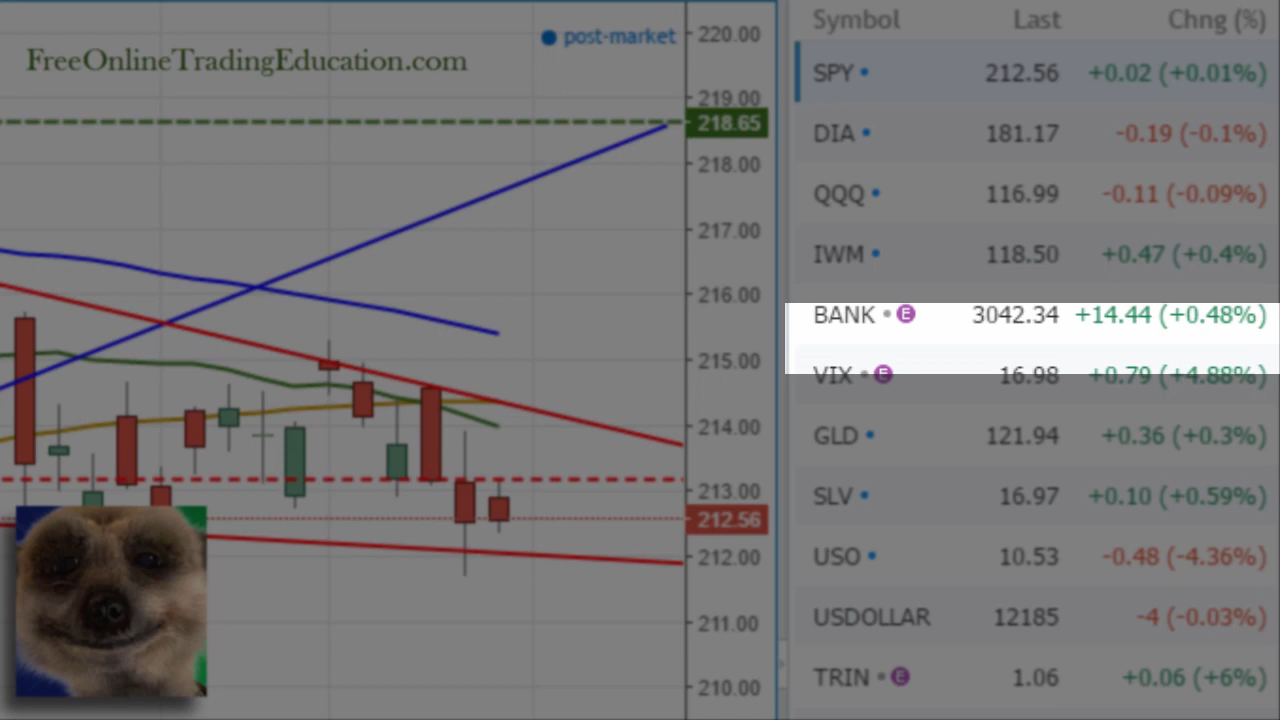 FreeOnlineTradingEducation.com
post-market
220.00
219.00
218.65
218.00
217.00
216.00
215.00
214.00
213.00
212.56
212.00
211.00
210.00
Symbol Last Chng (%)
SPY 212.56 +0.02 (+0.01%)
DIA 181.17 -0.19 (-0.1%)
QQQ 116.99 -0.11 (-0.09%)
IWM 118.50 +0.47 (+0.4%)
BANK E 3042.34 +14.44 (+0.48%)
VIX E 16.98 +0.79 (+4.88%)
GLD 121.94 +0.36 (+0.3%)
SLV 16.97 +0.10 (+0.59%)
USO 10.53 -0.48 (-4.36%)
USDOLLAR 12185 -4 (-0.03%)
TRIN E 1.06 +0.06 (+6%)